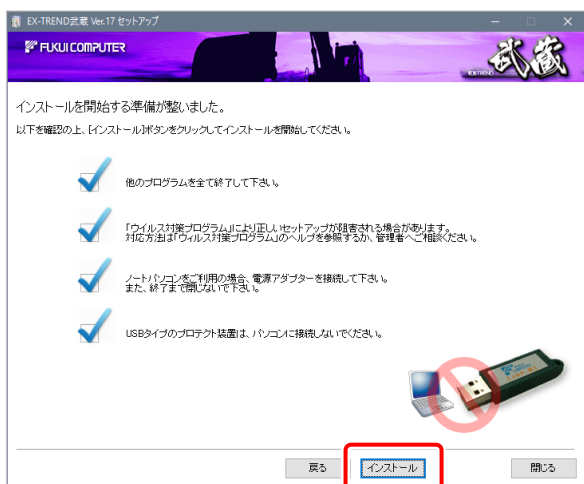 EX-TREND武蔵 Ver.17 セットアップ
FUKUI COMPUTER
EX-TREND 武蔵
インストールを開始する準備が整いました。
以下を確認の上、[インストール]ボタンをクリックしてインストールを開始してください。
他のプログラムを全て終了して下さい。
「ウイルス対策プログラム」により正しいセットアップが阻害される場合があります。
対応方法は「ウィルス対策プログラム」のヘルプを参照するか、管理者へご相談ください。
ノートパソコンをご利用の場合、電源アダプターを接続して下さい。
また、終了まで閉じないで下さい。
USBタイプのプロテクト装置は、パソコンに接続しないでください。
戻る
インストール
閉じる